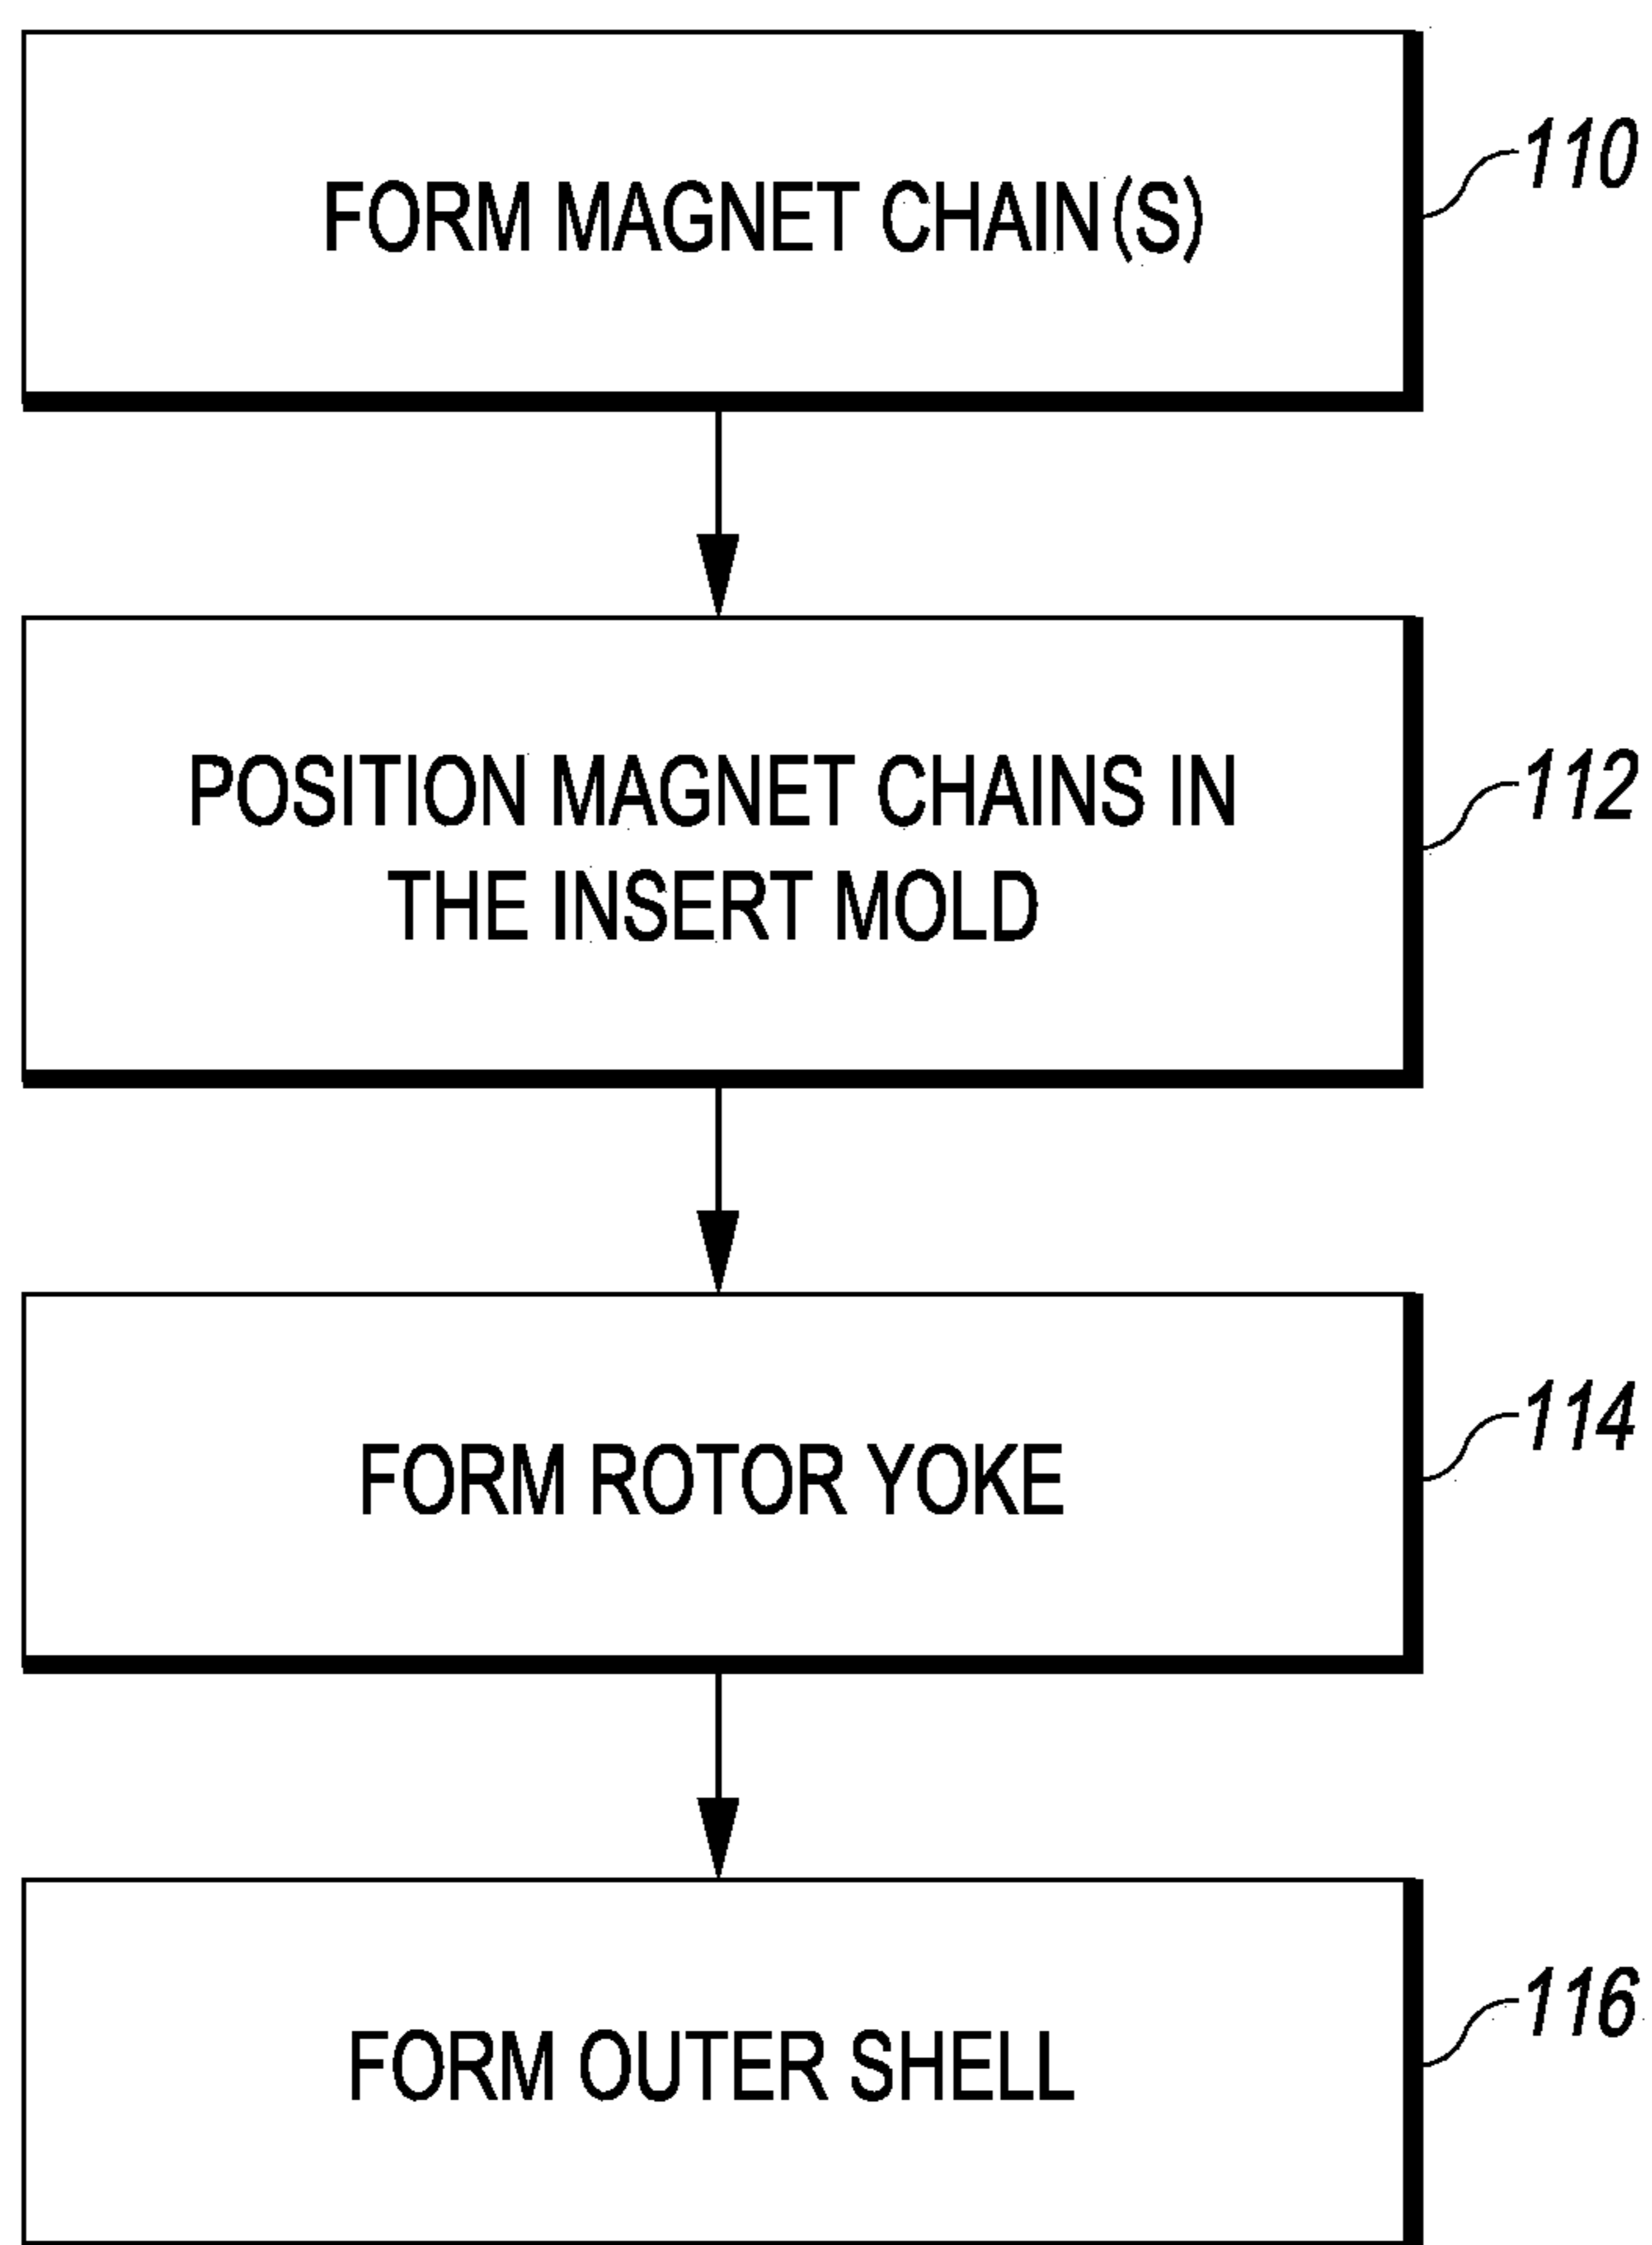 FORM MAGNET CHAIN(S)
110
POSITION MAGNET CHAINS IN
THE INSERT MOLD
112
FORM ROTOR YOKE
114
FORM OUTER SHELL
116